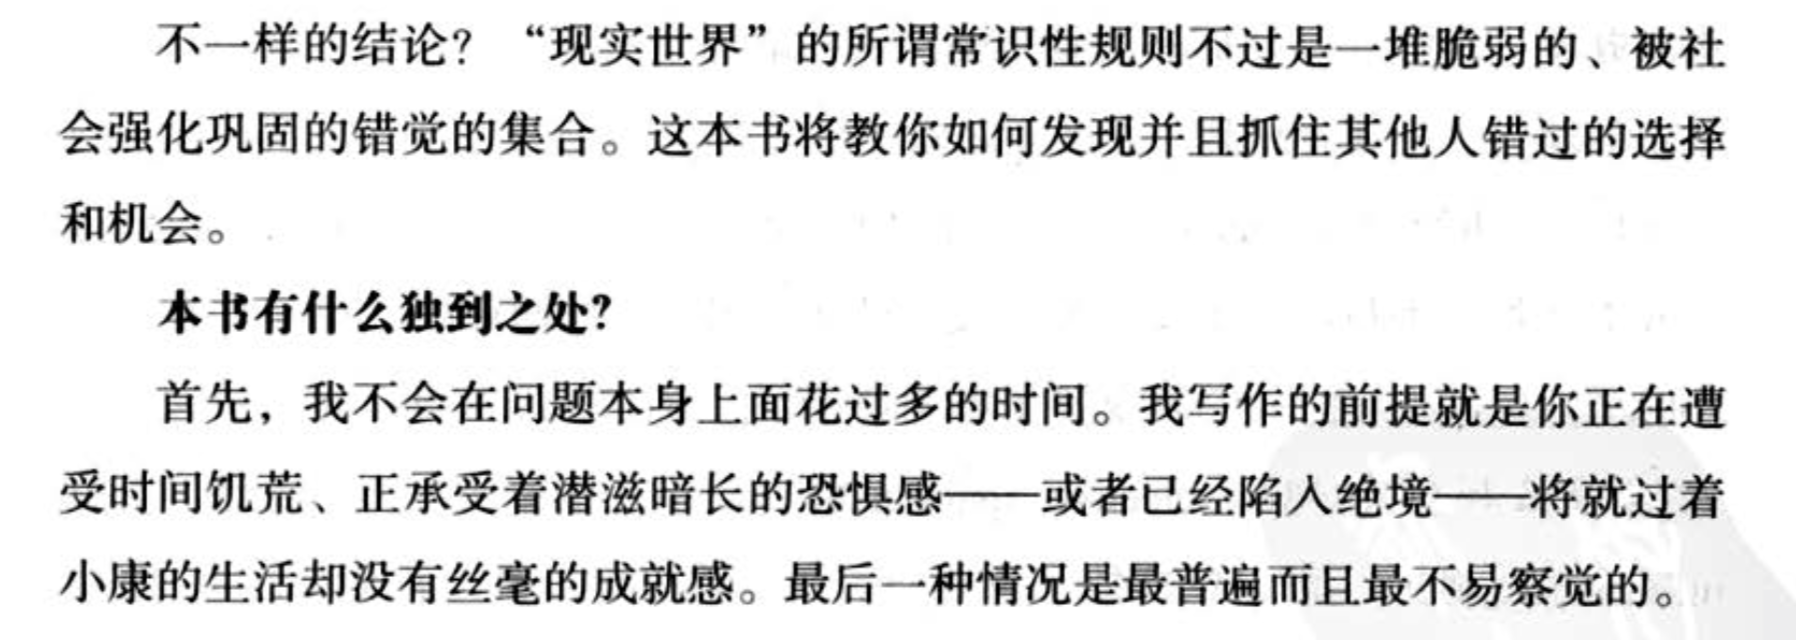 不一样的结论？“现实世界”的所谓常识性规则不过是一堆脆弱的、被社
会强化巩固的错觉的集合。这本书将教你如何发现并且抓住其他人错过的选择
和机会。
本书有什么独到之处？
首先，我不会在问题本身上面花过多的时间。我写作的前提就是你正在遭
受时间饥荒、正承受着潜滋暗长的恐惧感——或者已经陷入绝境——将就过着
小康的生活却没有丝毫的成就感。最后一种情况是最普遍而且最不易察觉的。